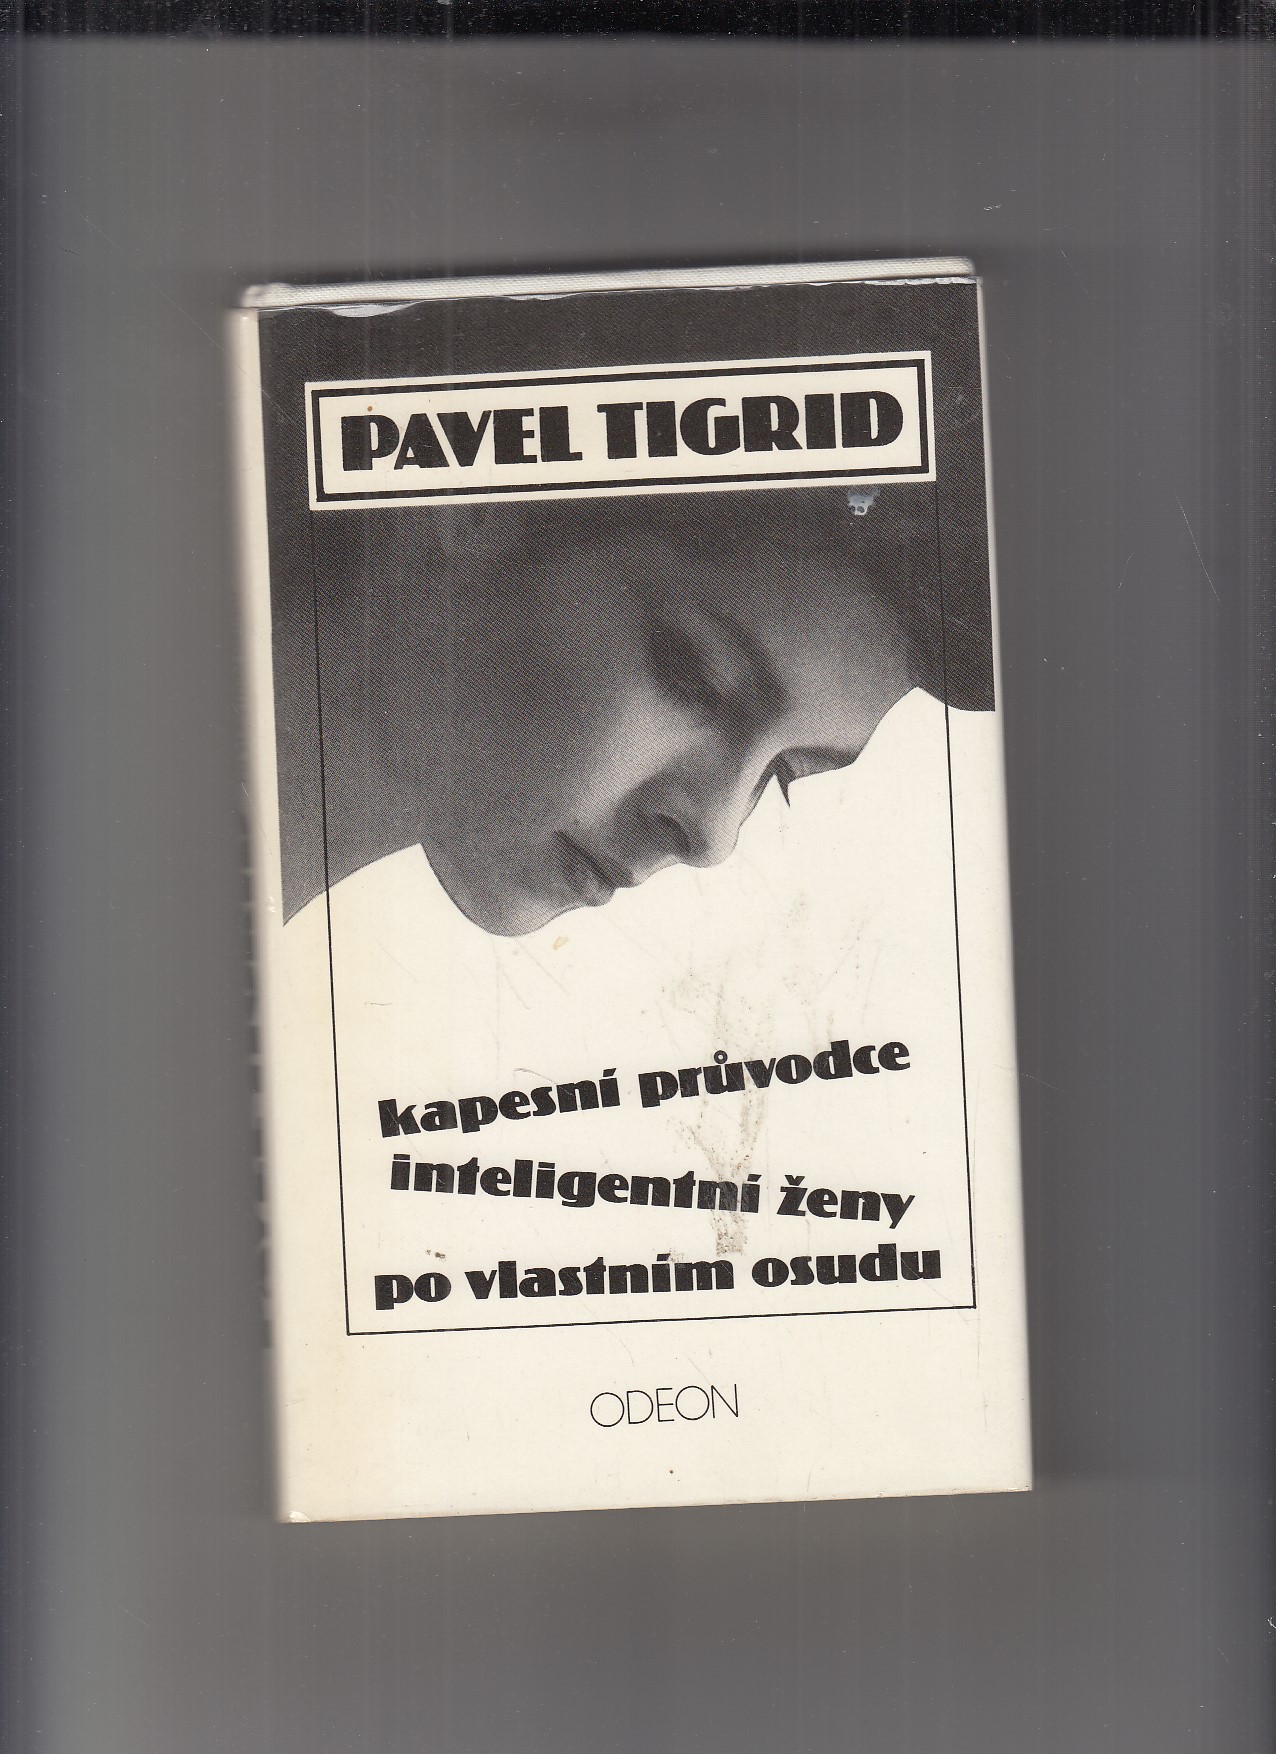 PAVEL TIGRID
kapesní průvodce
inteligentní ženy
po vlastním osudu
ODEON